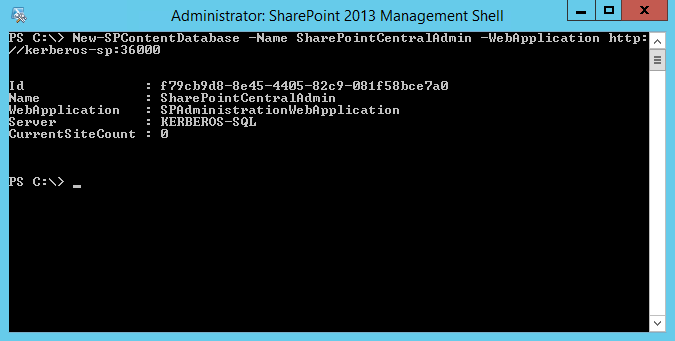 Administrator: SharePoint 2013 Management Shell
PS C:\> New-SPContentDatabase -Name SharePointCentralAdmin -WebApplication http:
//kerberos-sp:36000
Id : f79cb9d8-8e45-4405-82c9-081f58bce7a0
Name : SharePointCentralAdmin
WebApplication : SPAdministrationWebApplication
Server : KERBEROS-SQL
CurrentSiteCount : 0
PS C:\> _